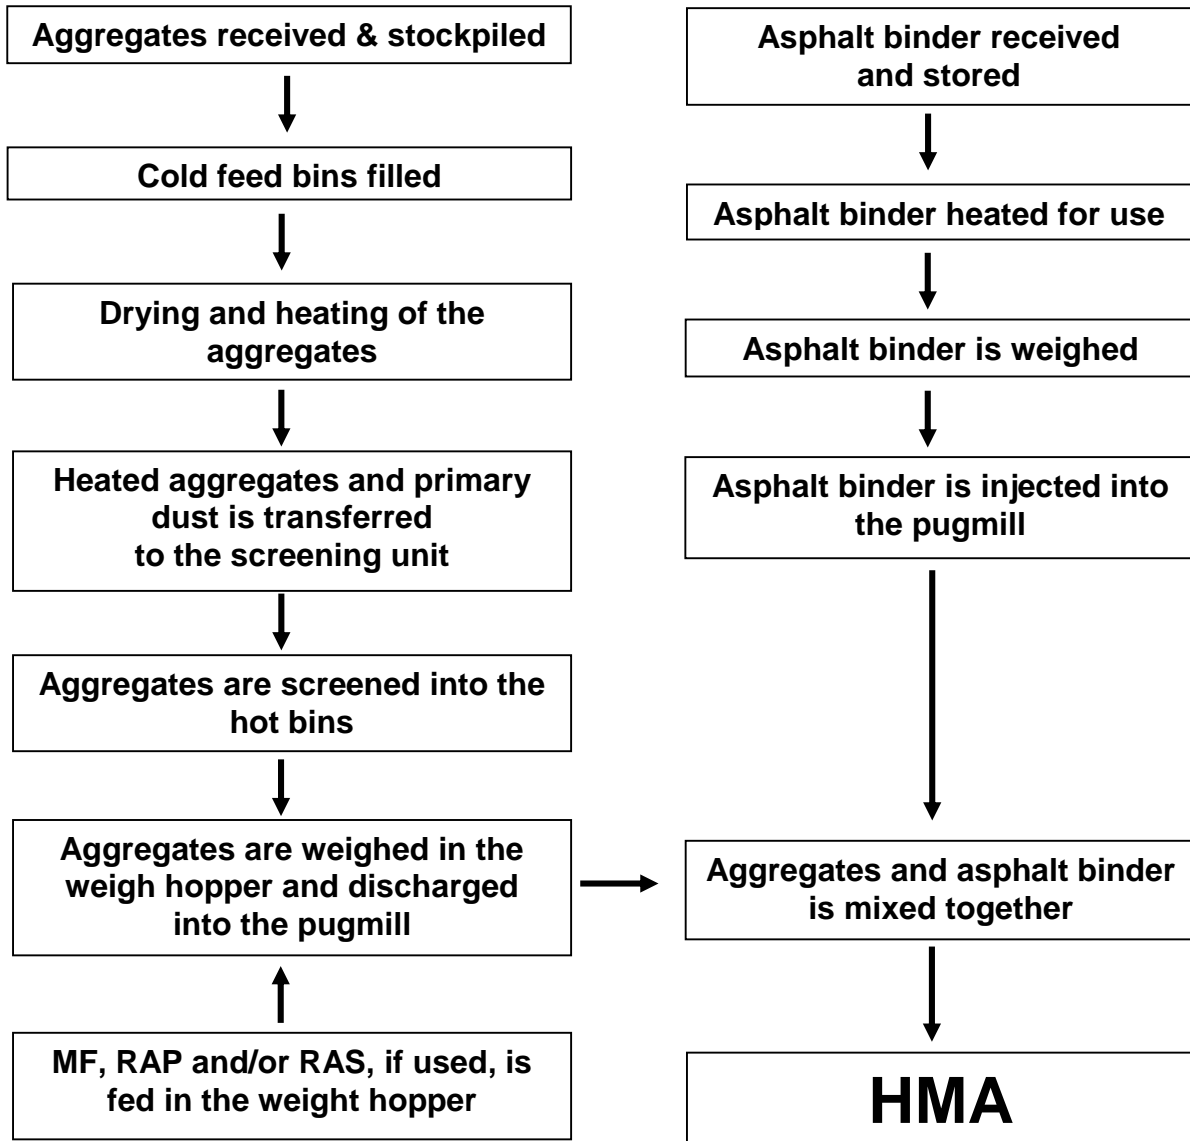 Aggregates received & stockpiled
Cold feed bins filled
Drying and heating of the
aggregates
Heated aggregates and primary
dust is transferred
to the screening unit
Aggregates are screened into the
hot bins
Aggregates are weighed in the
weigh hopper and discharged
into the pugmill
MF, RAP and/or RAS, if used, is
fed in the weight hopper
Asphalt binder received
and stored
Asphalt binder heated for use
Asphalt binder is weighed
Asphalt binder is injected into
the pugmill
Aggregates and asphalt binder
is mixed together
HMA